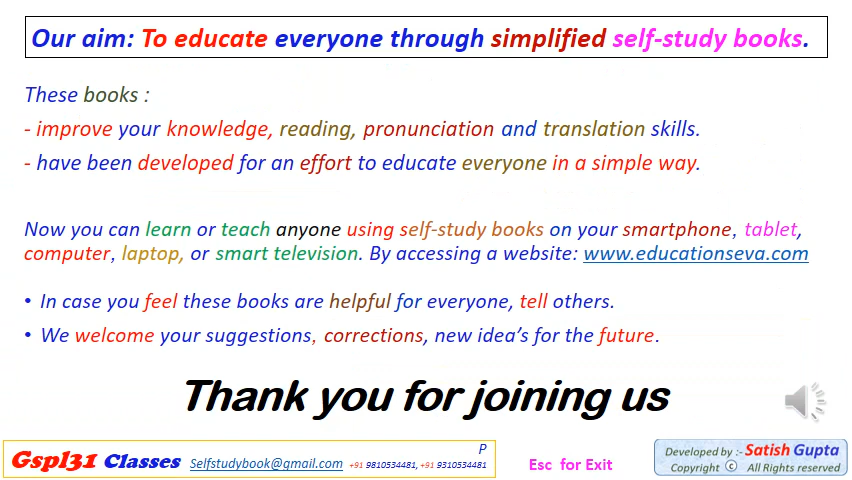 Our aim: To educate everyone through simplified self-study books.
These books :
- improve your knowledge, reading, pronunciation and translation skills.
- have been developed for an effort to educate everyone in a simple way.
Now you can learn or teach anyone using self-study books on your smartphone, tablet,
computer, laptop, or smart television. By accessing a website: www.educationseva.com
• In case you feel these books are helpful for everyone, tell others.
• We welcome your suggestions, corrections, new idea's for the future.
Thank you for joining us
P
Gspl31 Classes Selfstudybook@gmail.com +91 9810534481, +91 9310534481
Esc for Exit
Developed by :- Satish Gupta
Copyright © All Rights reserved